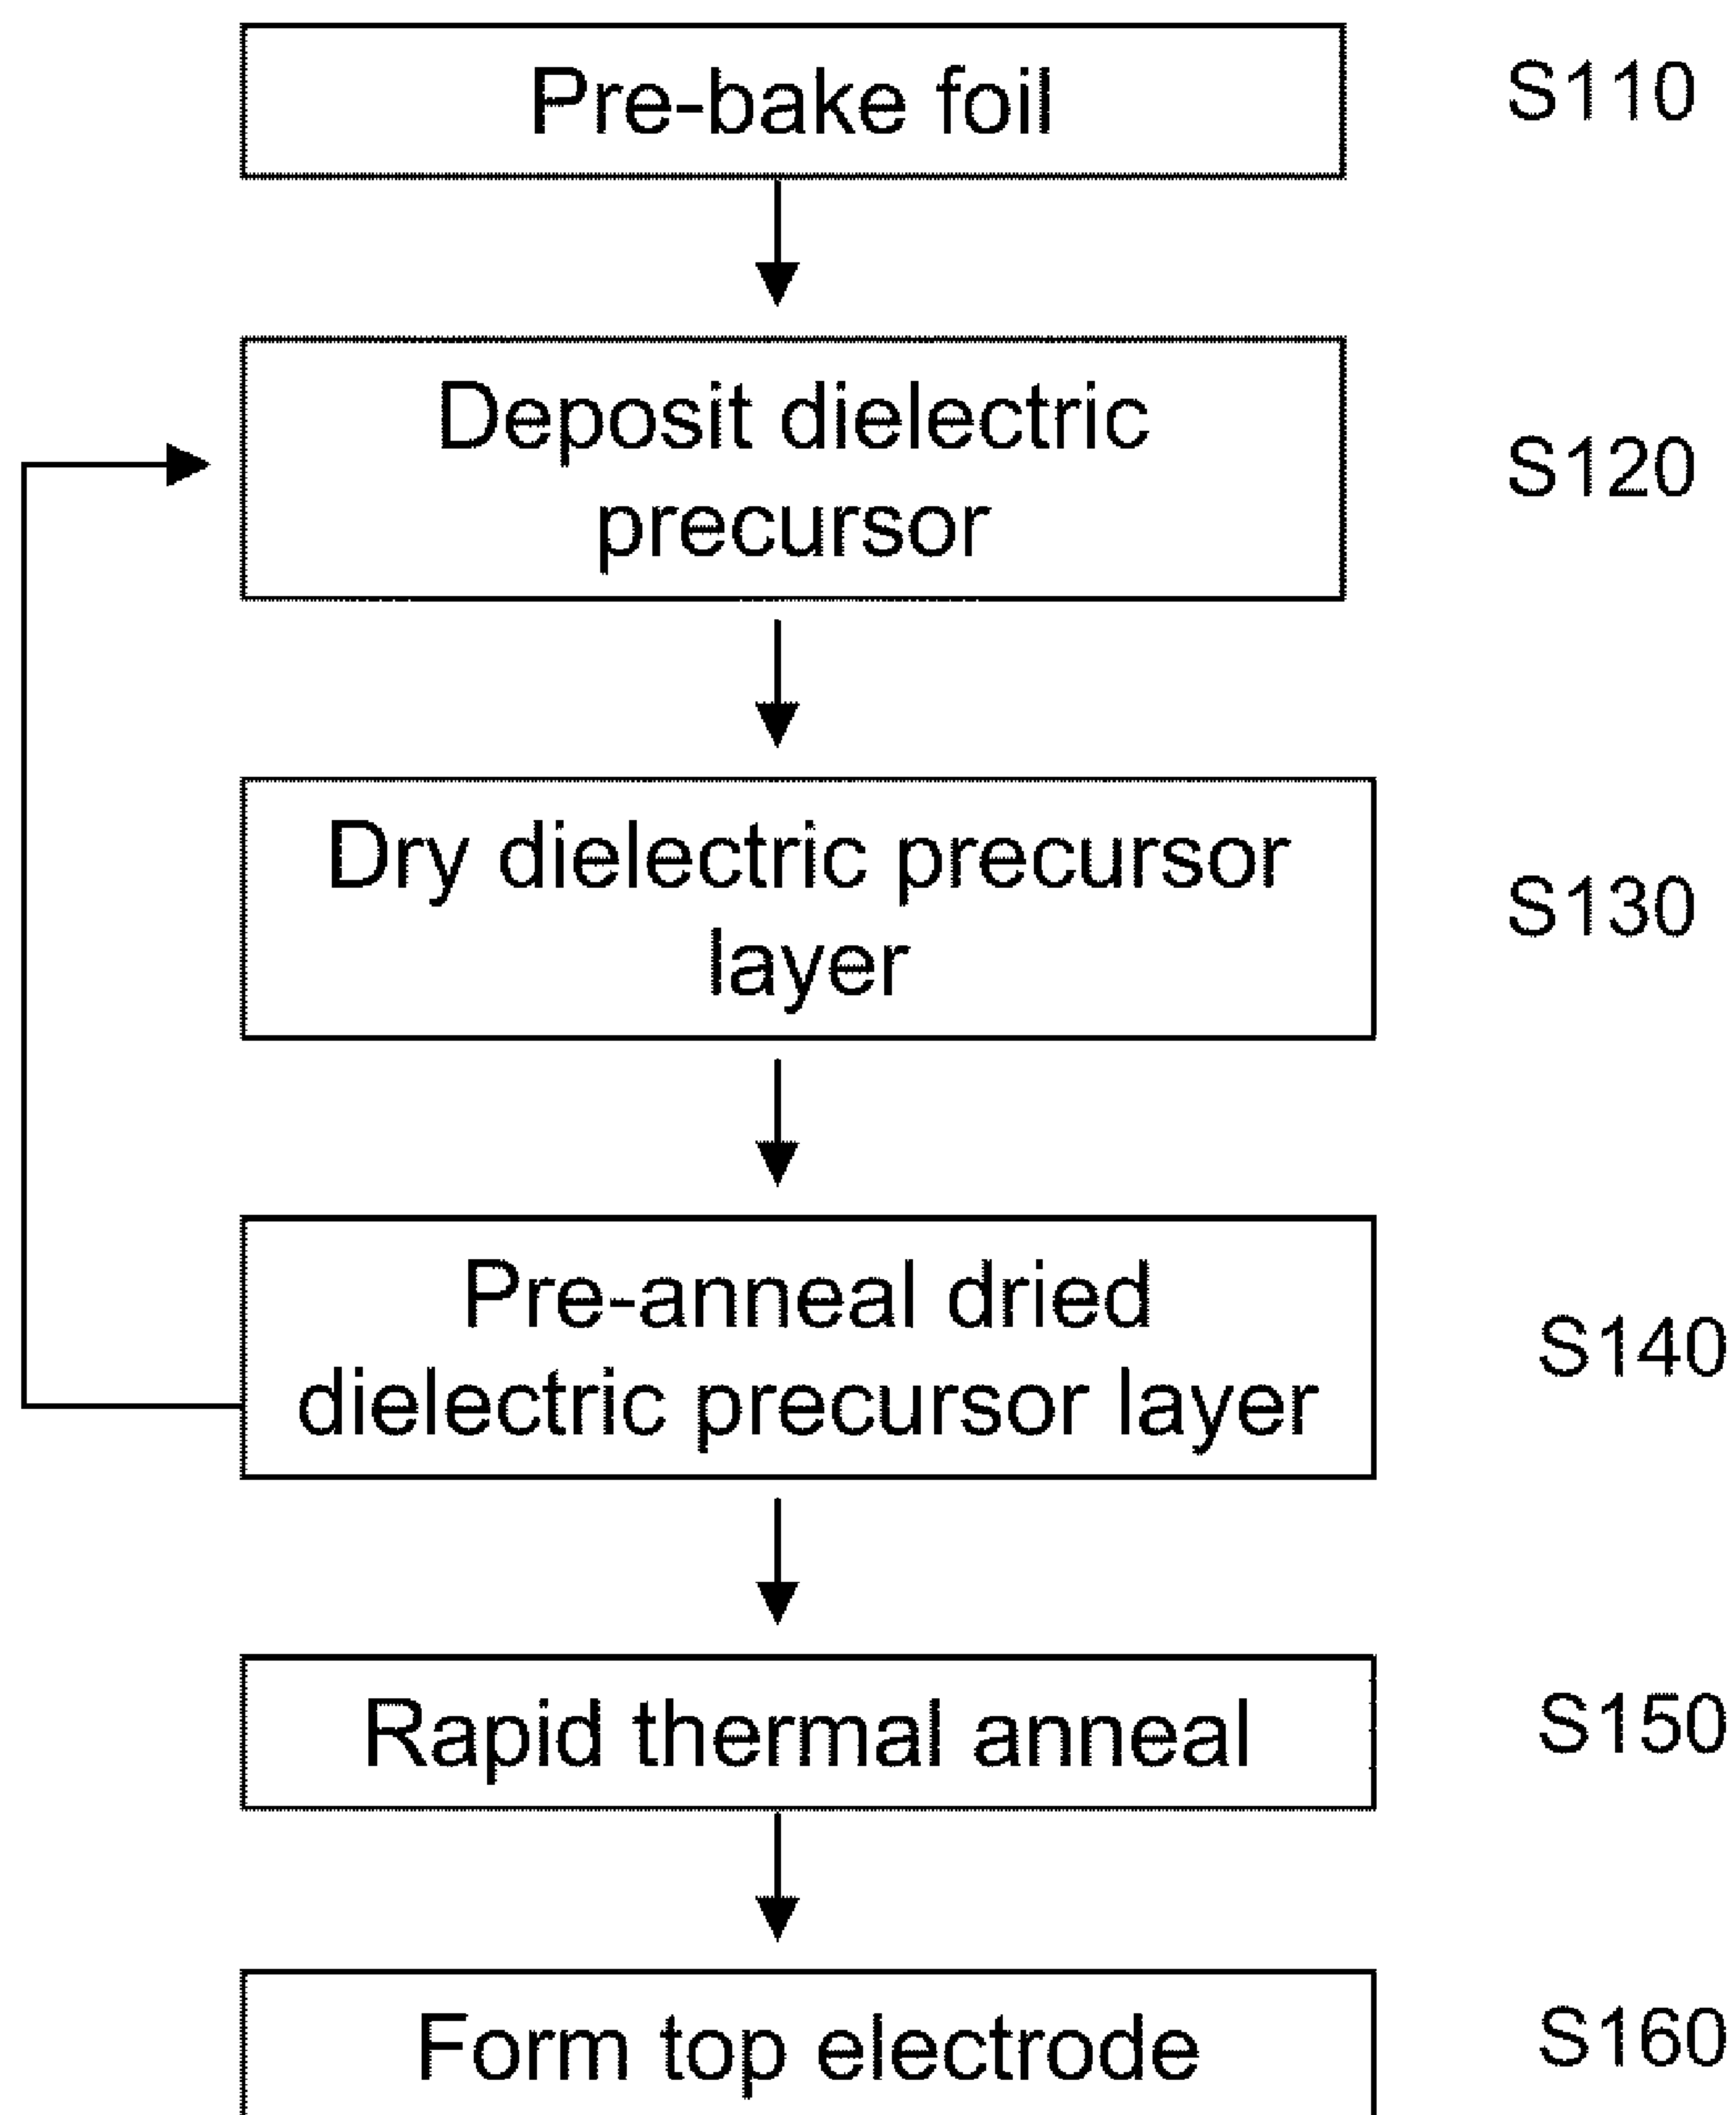 Pre-bake foil
S110
Deposit dielectric
precursor
S120
Dry dielectric precursor
layer
S130
Pre-anneal dried
dielectric precursor layer
S140
Rapid thermal anneal
S150
Form top electrode
S160